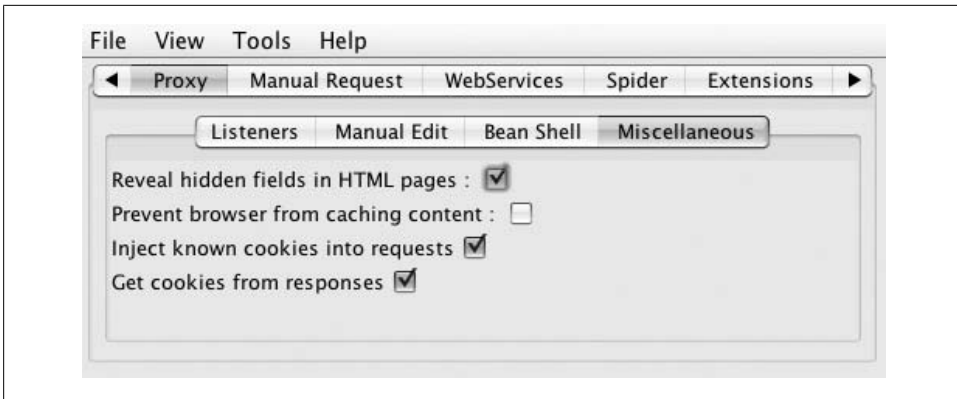 File View Tools Help
Proxy Manual Request WebServices Spider Extensions
Listeners Manual Edit Bean Shell Miscellaneous
Reveal hidden fields in HTML pages :
Prevent browser from caching content :
Inject known cookies into requests
Get cookies from responses